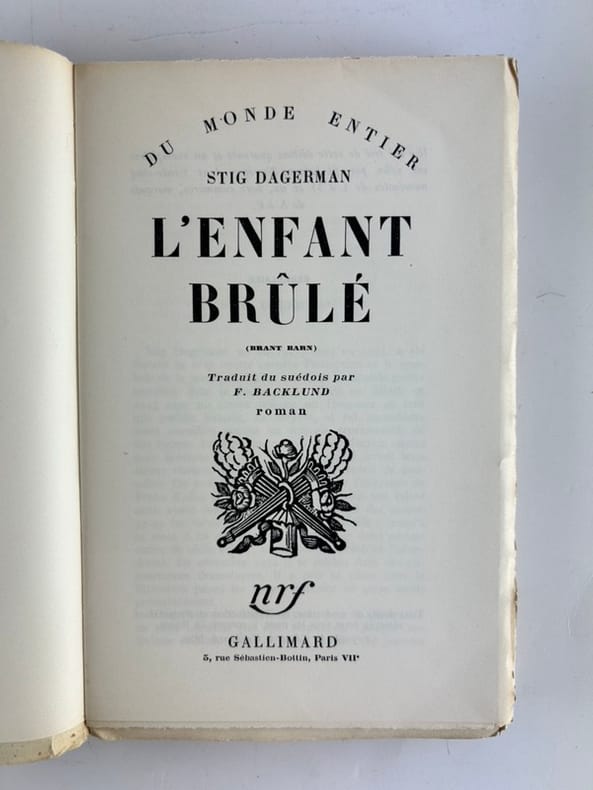 DU MONDE ENTIER
STIG DAGERMAN
L'ENFANT
BRÛLÉ
(BRANT BARN)
Traduit du suédois par
F. BACKLUND
roman
nrf
GALLIMARD
5, rue Sébastien-Bottin, Paris VIIe